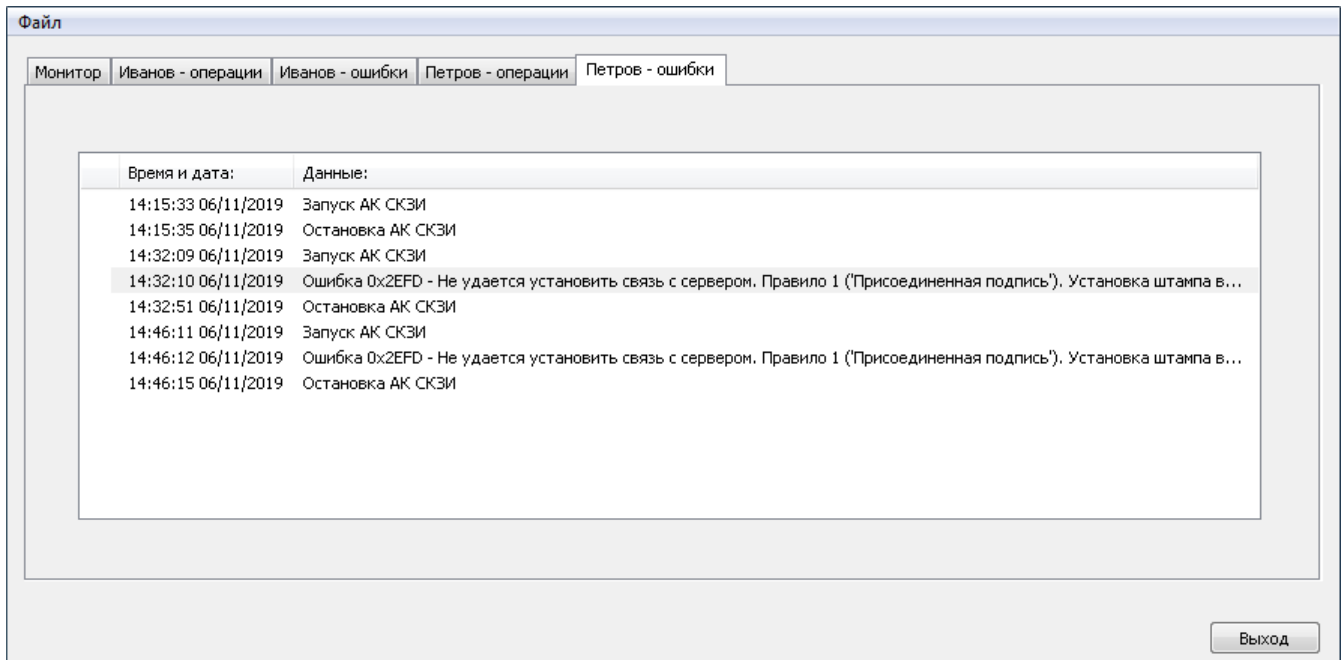 Файл
Монитор Иванов - операции Иванов - ошибки Петров - операции Петров - ошибки
Время и дата: Данные:
14:15:33 06/11/2019 Запуск АК СКЗИ
14:15:35 06/11/2019 Остановка АК СКЗИ
14:32:09 06/11/2019 Запуск АК СКЗИ
14:32:10 06/11/2019 Ошибка 0x2EFD - Не удается установить связь с сервером. Правило 1 ('Присоединенная подпись'). Установка штампа в...
14:32:51 06/11/2019 Остановка АК СКЗИ
14:46:11 06/11/2019 Запуск АК СКЗИ
14:46:12 06/11/2019 Ошибка 0x2EFD - Не удается установить связь с сервером. Правило 1 ('Присоединенная подпись'). Установка штампа в...
14:46:15 06/11/2019 Остановка АК СКЗИ
Выход